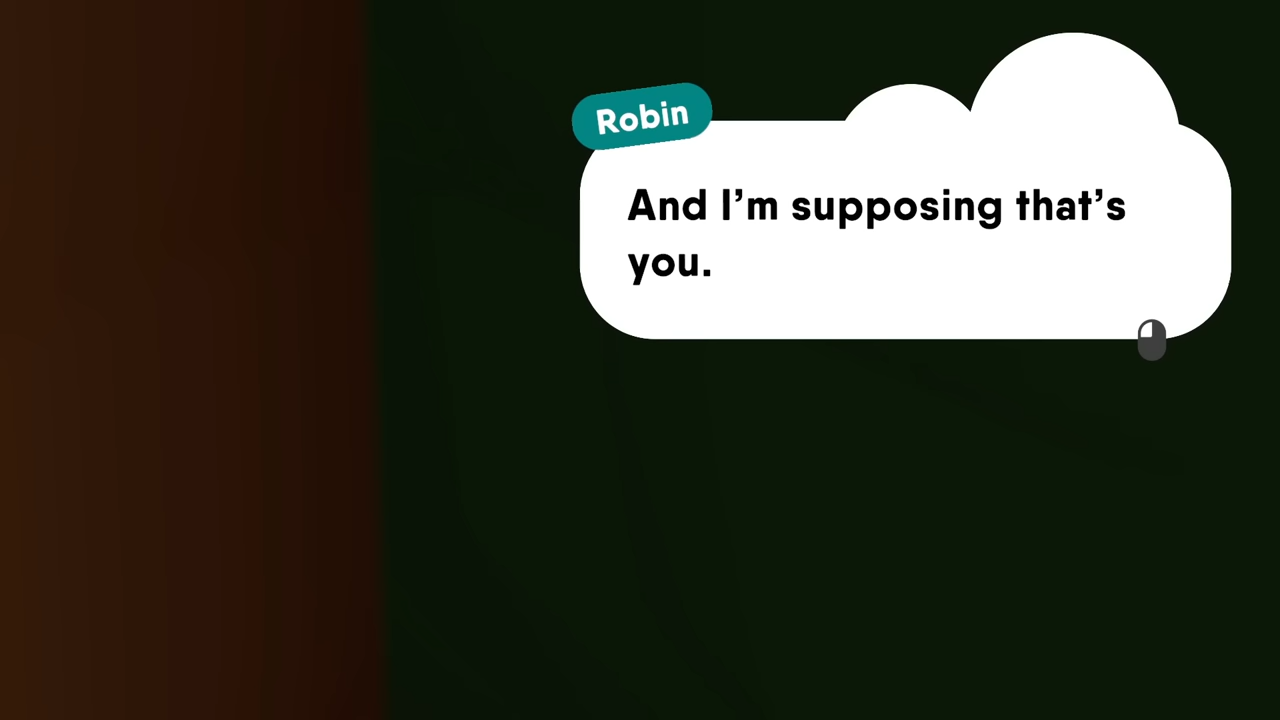 Robin
And I’m supposing that’s
you.